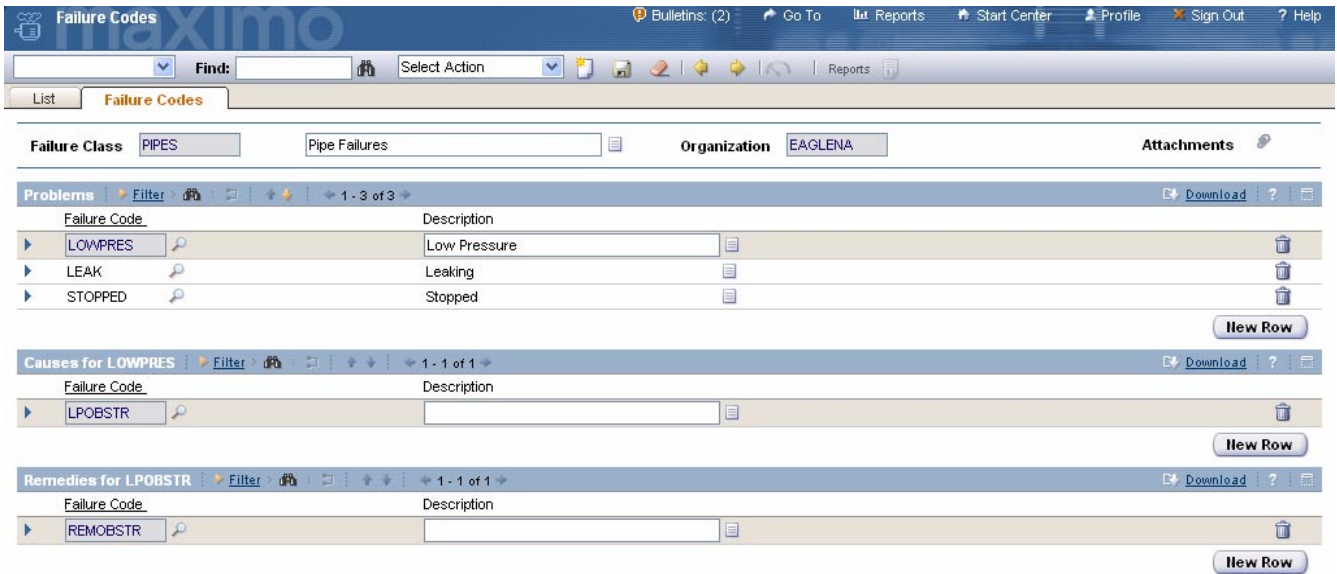 Failure Codes
maximo
Bulletins: (2) Go To Reports Start Center Profile Sign Out ? Help
Find: Select Action Reports
List Failure Codes
Failure Class PIPES Pipe Failures Organization EAGLENA Attachments
Problems Filter 1 - 3 of 3 Download ?
Failure Code Description
LOWPRES Low Pressure
LEAK Leaking
STOPPED Stopped
New Row
Causes for LOWPRES Filter 1 - 1 of 1 Download ?
Failure Code Description
LPOBSTR
New Row
Remedies for LPOBSTR Filter 1 - 1 of 1 Download ?
Failure Code Description
REMOBSTR
New Row